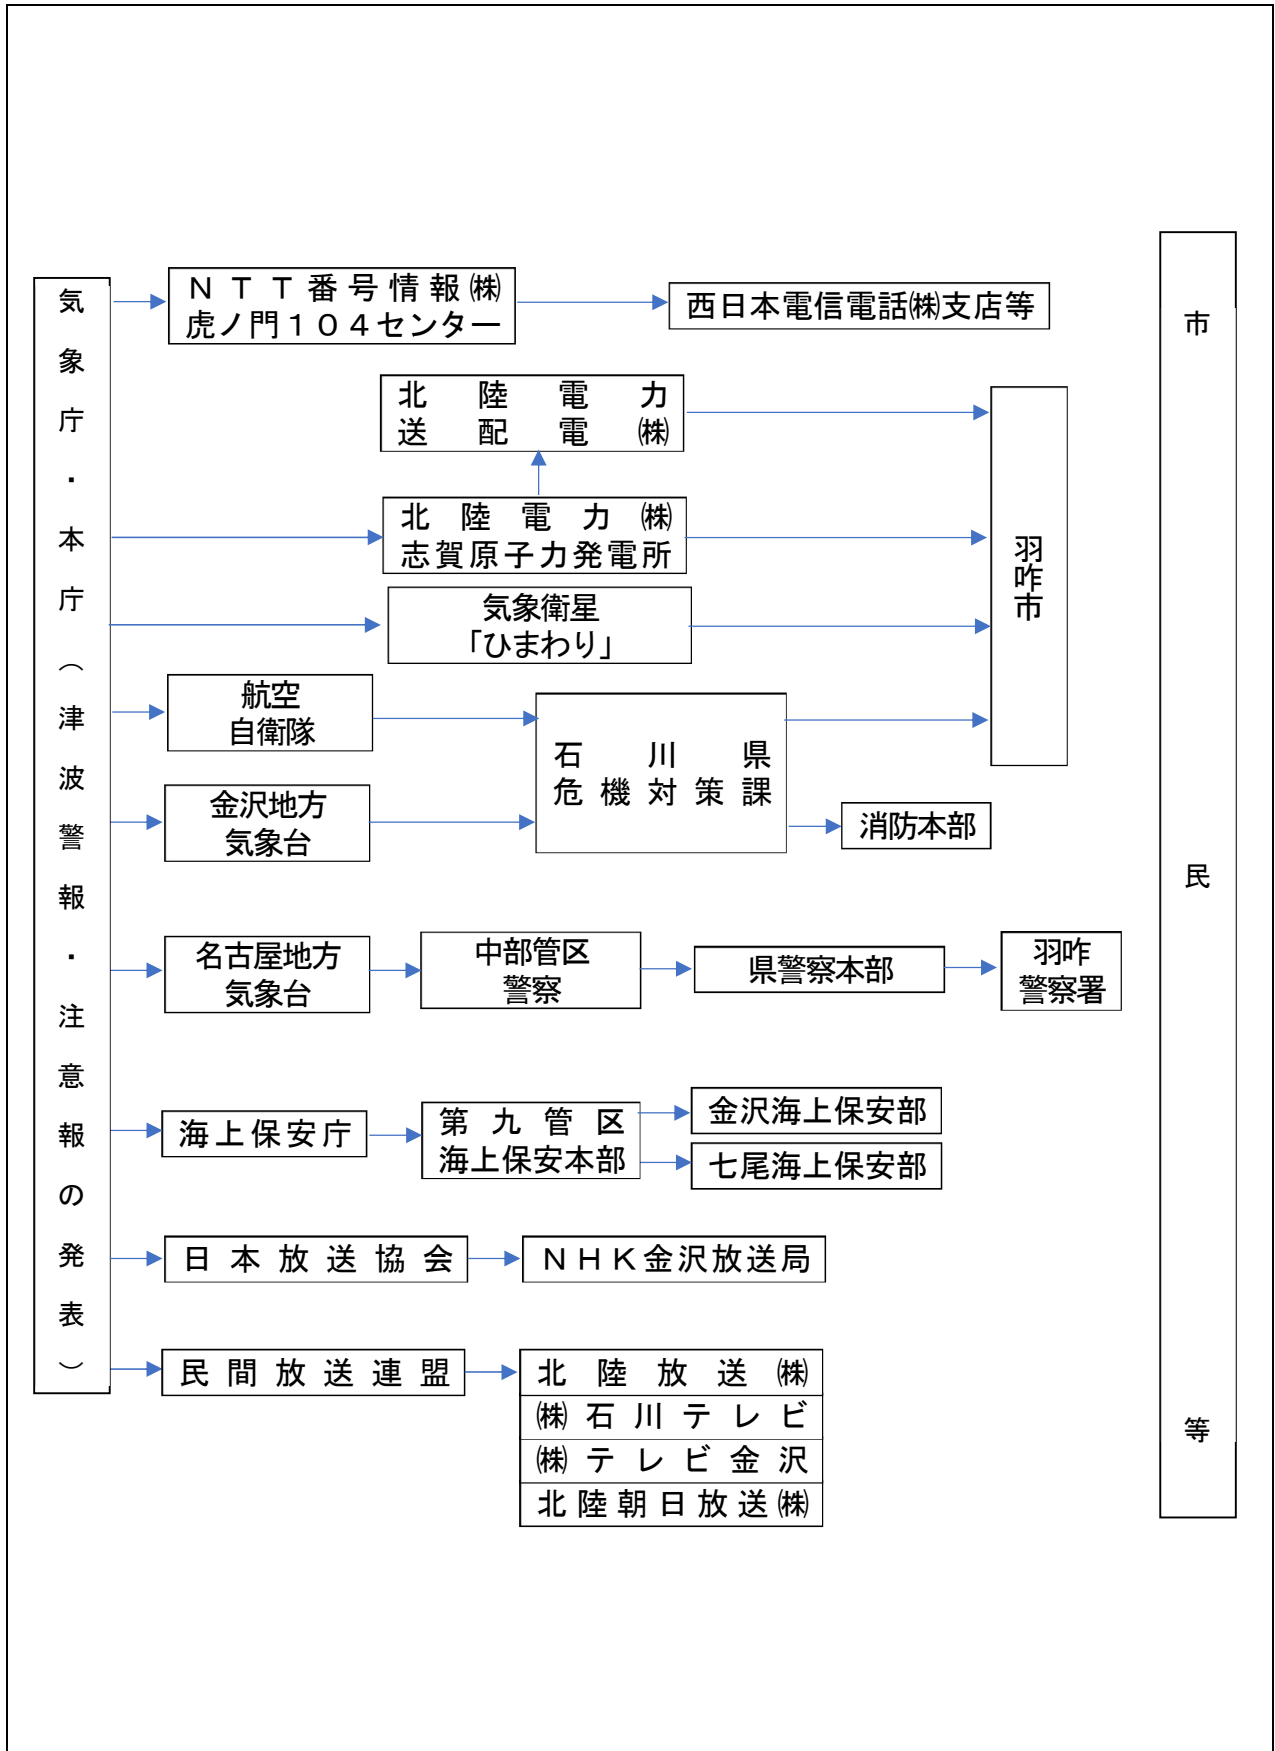 気象庁・本庁（津波警報・注意報の発表）
ＮＴＴ番号情報㈱
虎ノ門１０４センター
西日本電信電話㈱支店等
北陸電力
送配電㈱
北陸電力㈱
志賀原子力発電所
気象衛星
「ひまわり」
航空
自衛隊
金沢地方
気象台
石川県
危機対策課
羽咋市
消防本部
名古屋地方
気象台
中部管区
警察
県警察本部
羽咋
警察署
海上保安庁
第九管区
海上保安本部
金沢海上保安部
七尾海上保安部
日本放送協会
ＮＨＫ金沢放送局
民間放送連盟
北陸放送㈱
㈱石川テレビ
㈱テレビ金沢
北陸朝日放送㈱
市民等